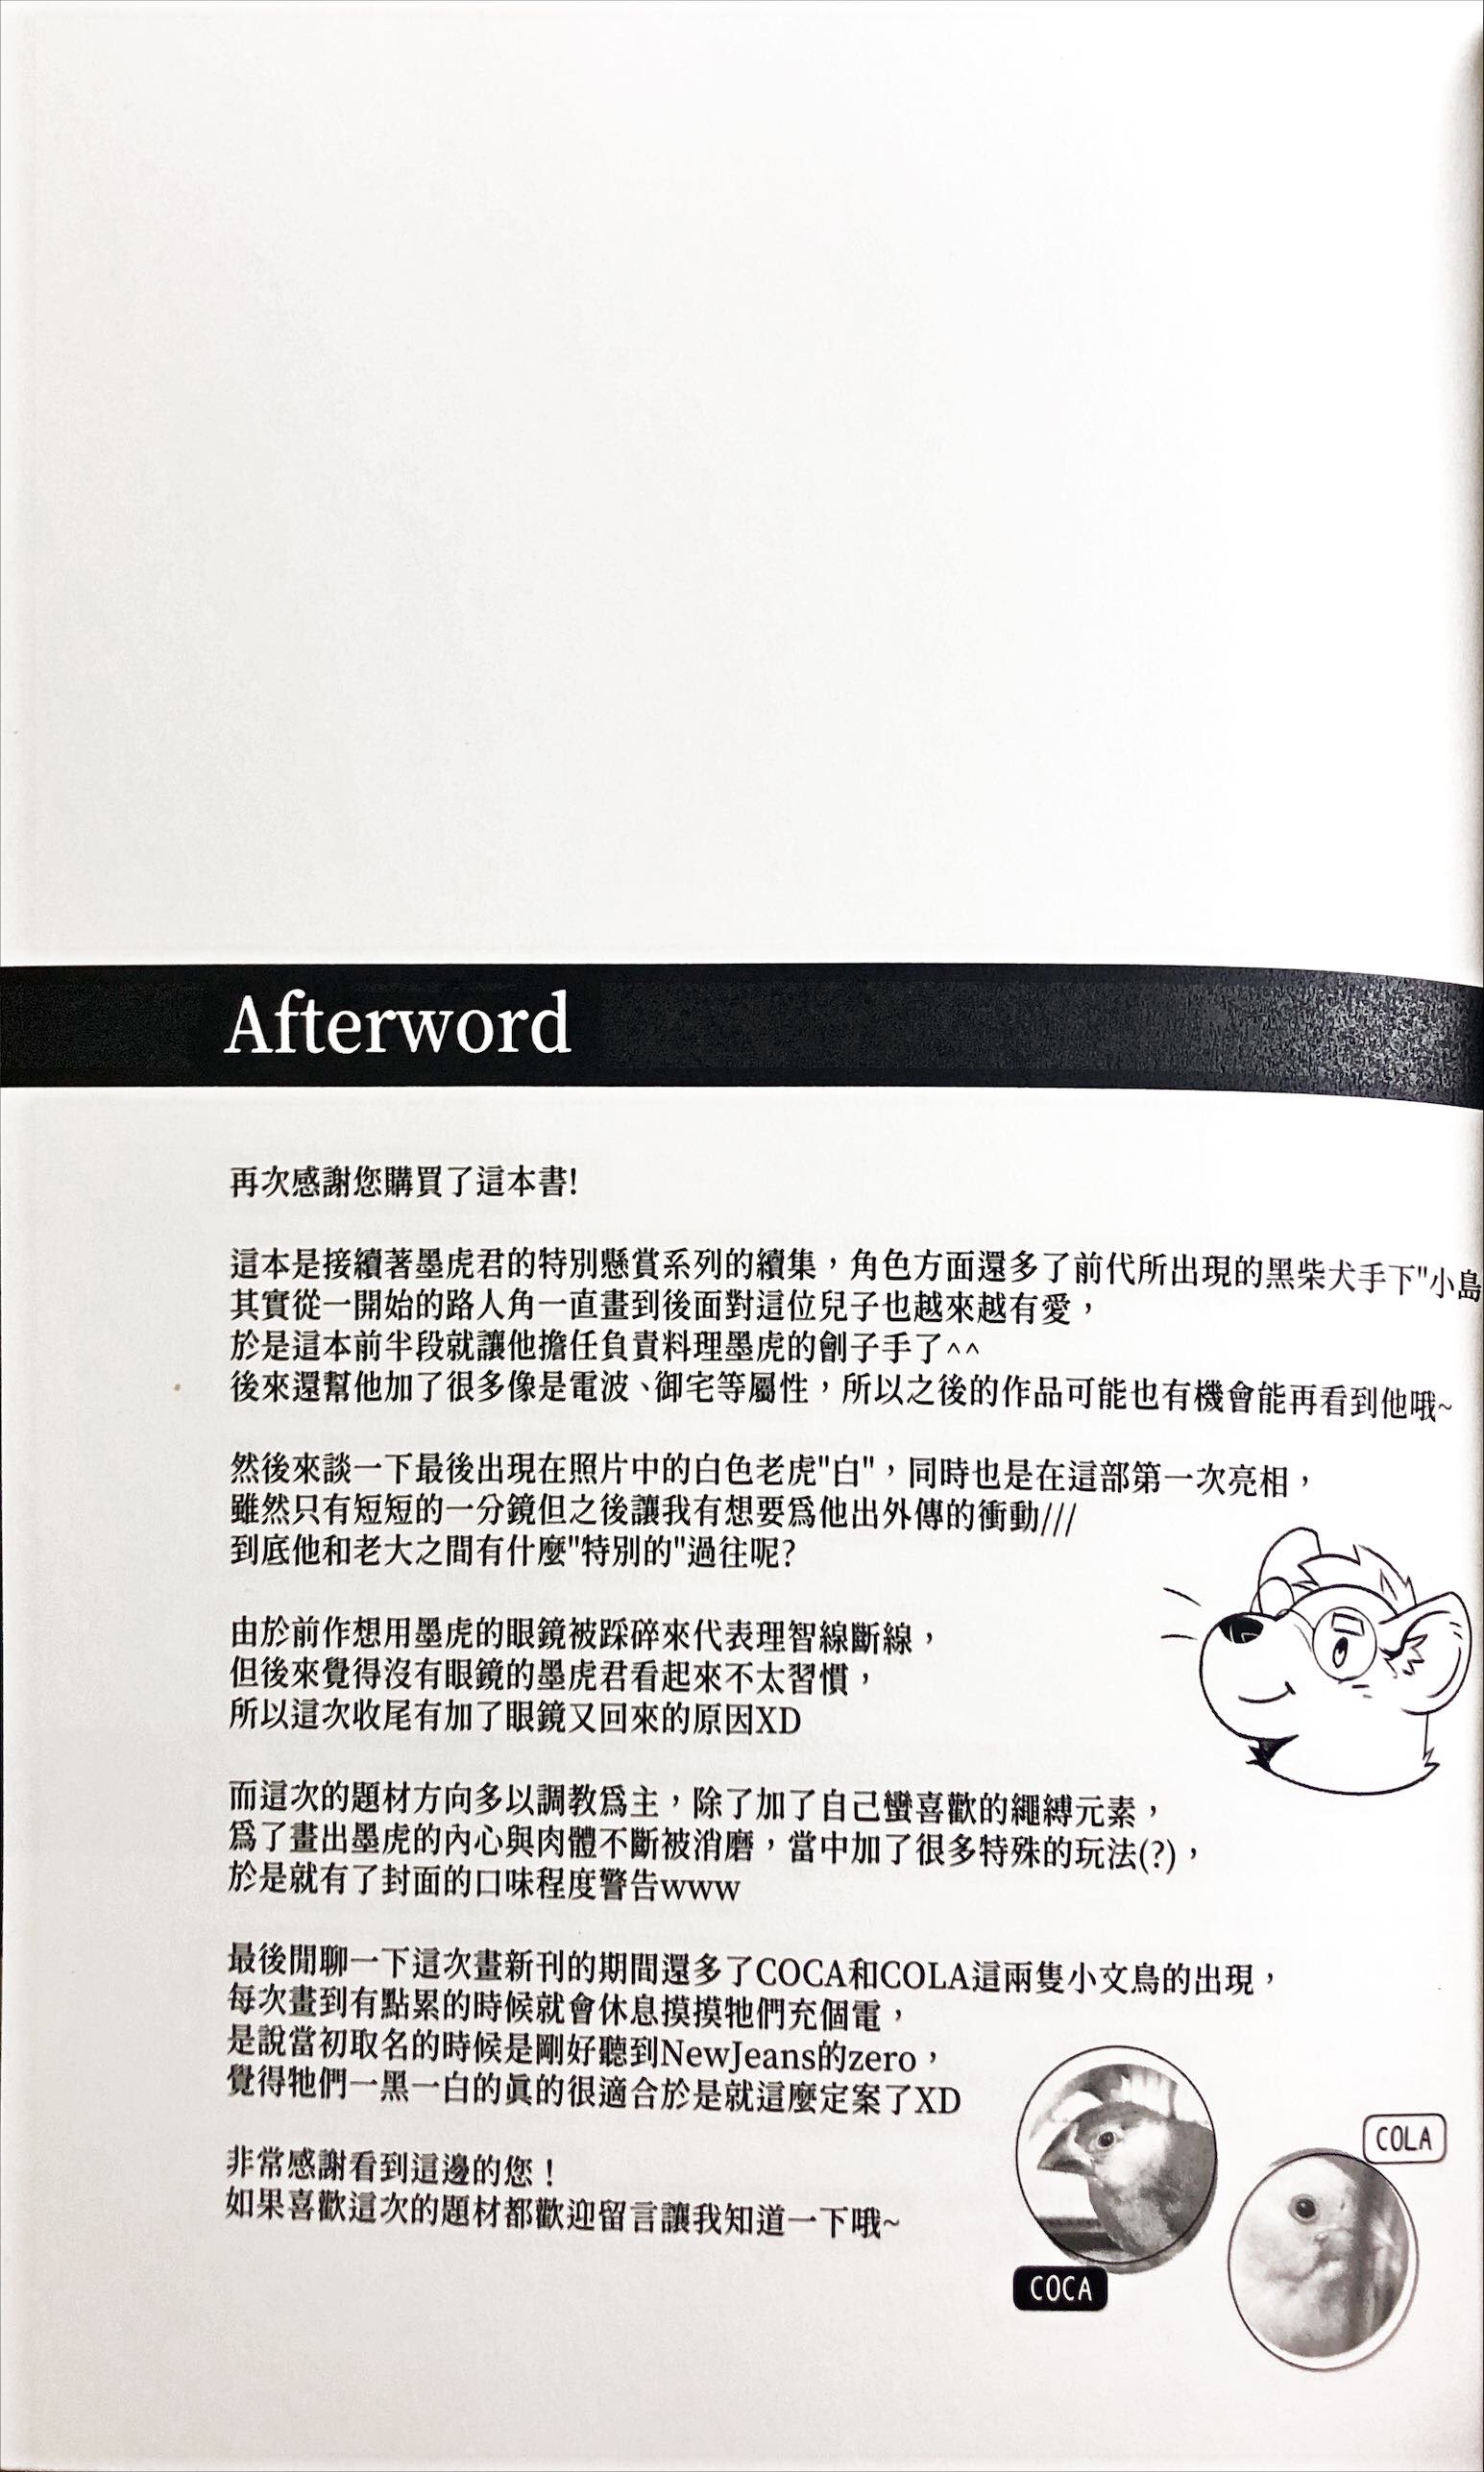 Afterword
再次感謝您購買了這本書!
這本是接續著墨虎君的特別懸賞系列的續集，角色方面還多了前代所出現的黑柴犬手下"小島
其實從一開始的路人角一直畫到後面對這位兒子也越來越有愛，
於是這本前半段就讓他擔任負責料理墨虎的劊子手了^^
後來還幫他加了很多像是電波、御宅等屬性，所以之後的作品可能也有機會能再看到他哦~
然後來談一下最後出現在照片中的白色老虎"白"，同時也是在這部第一次亮相，
雖然只有短短的一分鏡但之後讓我有想要爲他出外傳的衝動///
到底他和老大之間有什麼"特別的"過往呢?
由於前作想用墨虎的眼鏡被踩碎來代表理智線斷線，
但後來覺得沒有眼鏡的墨虎君看起來不太習慣，
所以這次收尾有加了眼鏡又回來的原因XD
而這次的題材方向多以調教爲主，除了加了自己蠻喜歡的繩縛元素，
爲了畫出墨虎的內心與肉體不斷被消磨，當中加了很多特殊的玩法(?)，
於是就有了封面的口味程度警告www
最後閒聊一下這次畫新刊的期間還多了COCA和COLA這兩隻小文鳥的出現，
每次畫到有點累的時候就會休息摸摸牠們充個電，
是說當初取名的時候是剛好聽到NewJeans的zero，
覺得牠們一黑一白的眞的很適合於是就這麼定案了XD
非常感謝看到這邊的您！
如果喜歡這次的題材都歡迎留言讓我知道一下哦~
COLA
COCA